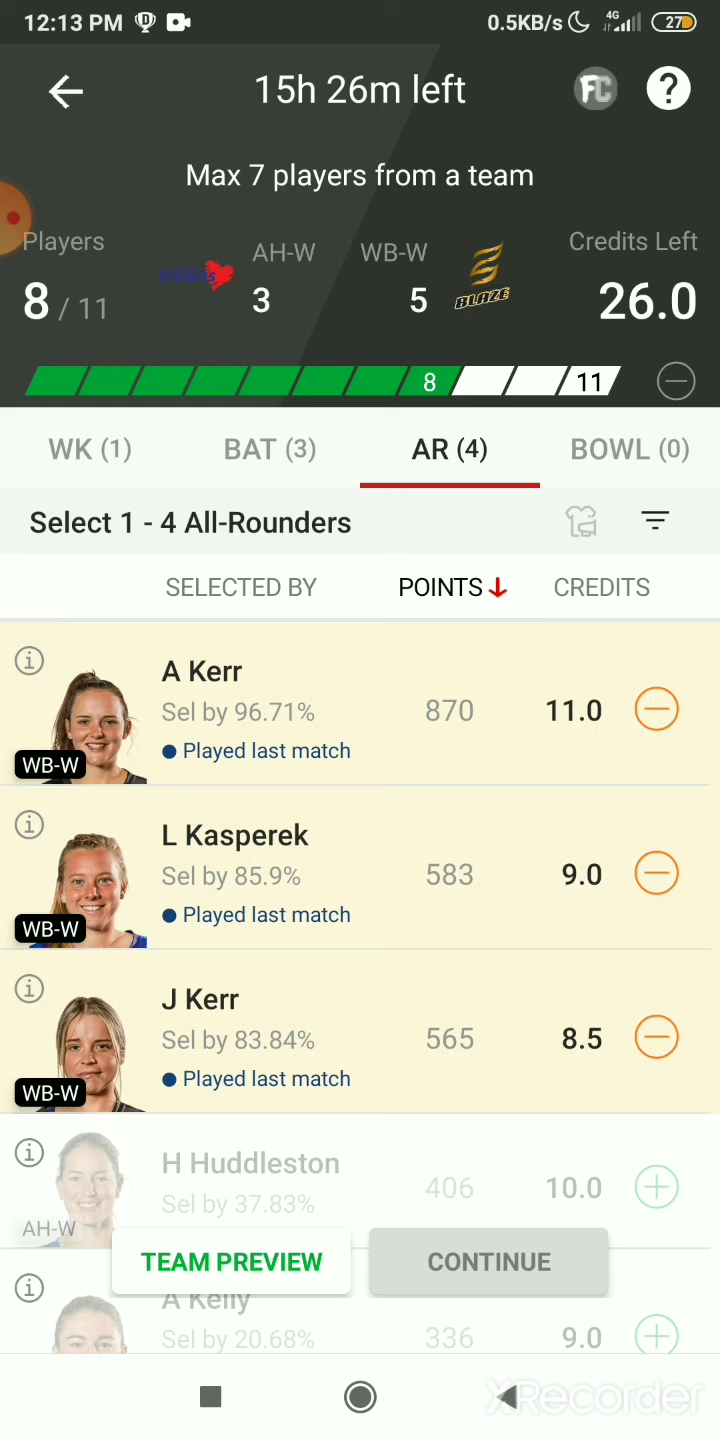 12:13 PM
0.5KB/s 4G 27
15h 26m left
FC ?
Max 7 players from a team
Players AH-W WB-W Credits Left
8 / 11 3 5 26.0
BLAZE
8 11
WK (1) BAT (3) AR (4) BOWL (0)
Select 1 - 4 All-Rounders
SELECTED BY POINTS CREDITS
A Kerr
Sel by 96.71% 870 11.0
Played last match
WB-W
L Kasperek
Sel by 85.9% 583 9.0
Played last match
WB-W
J Kerr
Sel by 83.84% 565 8.5
Played last match
WB-W
H Huddleston
Sel by 37.83% 406 10.0
AH-W
TEAM PREVIEW CONTINUE
A Kelly
Sel by 20.68% 336 9.0
XRecorder